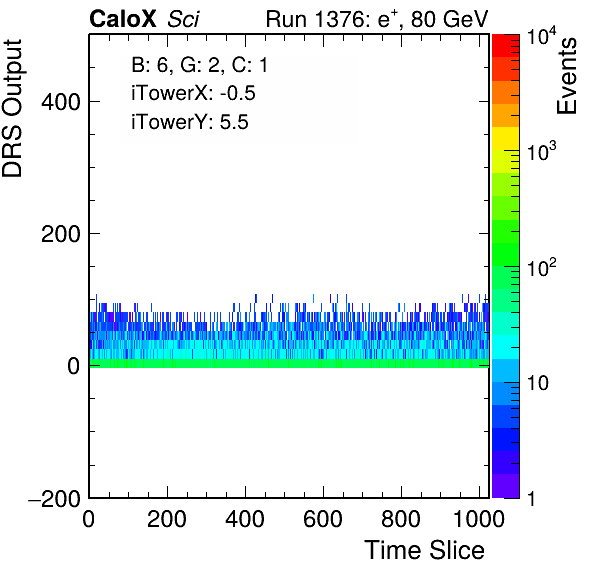 CaloX Sci
Run 1376: e+, 80 GeV
B: 6, G: 2, C: 1
iTowerX: -0.5
iTowerY: 5.5
DRS Output
400
200
0
−200
0 200 400 600 800 1000
Time Slice
10^4
10^3
10^2
10
1
Events